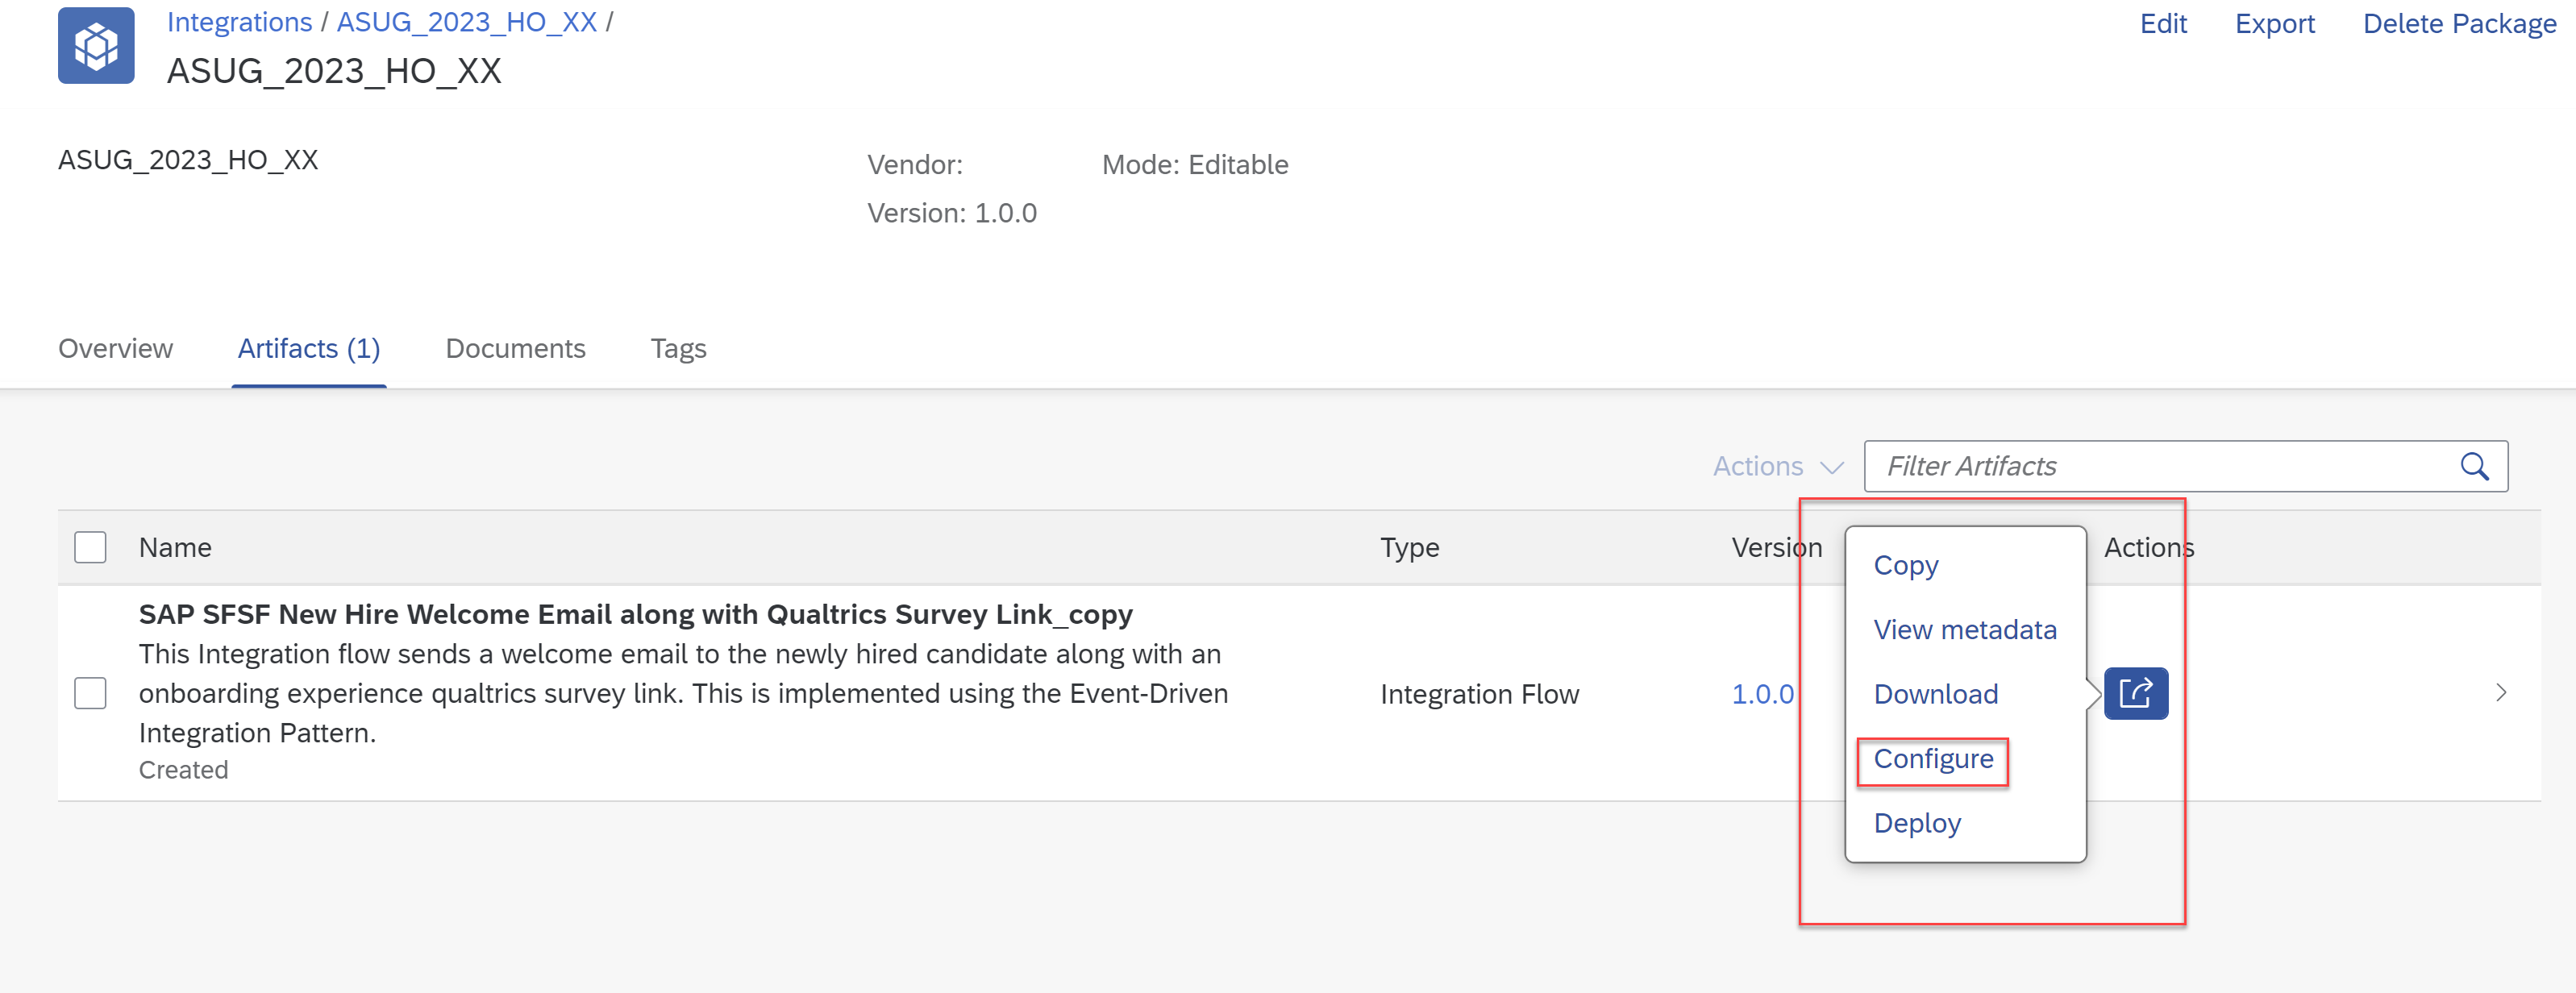 Integrations / ASUG_2023_HO_XX /
Edit Export Delete Package
ASUG_2023_HO_XX
ASUG_2023_HO_XX
Vendor: Mode: Editable
Version: 1.0.0
Overview Artifacts (1) Documents Tags
Actions Filter Artifacts
Name Type Version Actions
SAP SFSF New Hire Welcome Email along with Qualtrics Survey Link_copy
This Integration flow sends a welcome email to the newly hired candidate along with an
onboarding experience qualtrics survey link. This is implemented using the Event-Driven
Integration Pattern.
Created
Integration Flow
1.0.0
Copy
View metadata
Download
Configure
Deploy